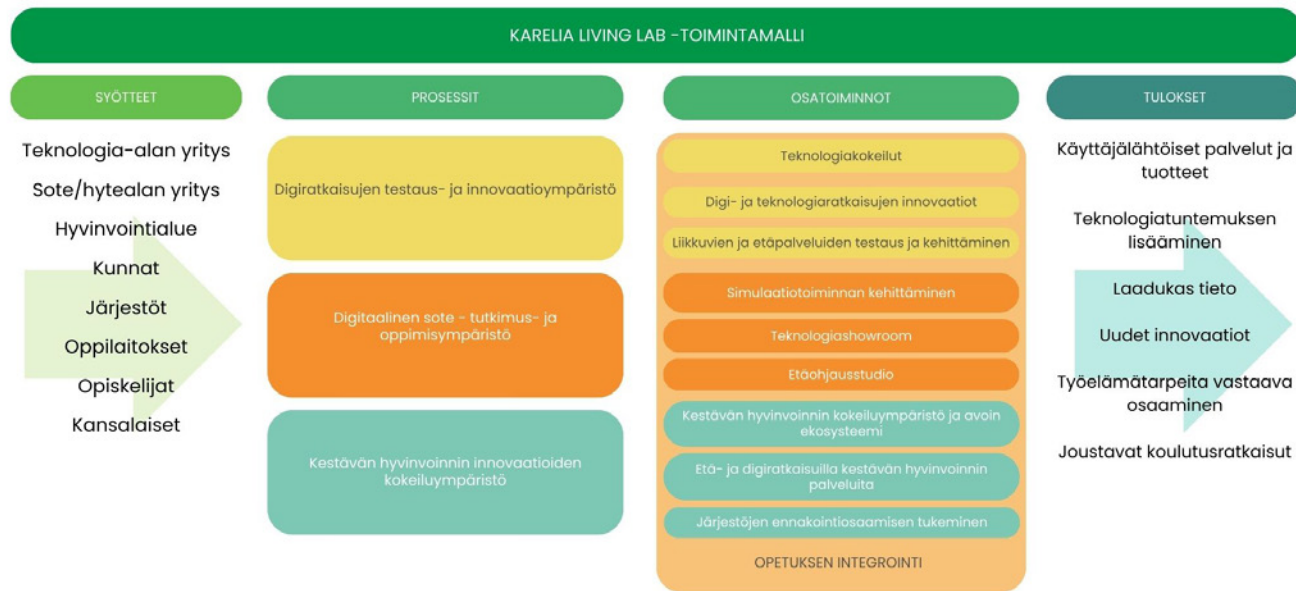 KARELIA LIVING LAB -TOIMINTAMALLI
SYÖTTEET
Teknologia-alan yritys
Sote/hytealan yritys
Hyvinvointialue
Kunnat
Järjestöt
Oppilaitokset
Opiskelijat
Kansalaiset
PROSESSIT
Digiratkaisujen testaus- ja innovaatioympäristö
Digitaalinen sote - tutkimus- ja
oppimisympäristö
Kestävän hyvinvoinnin innovaatioiden
kokeiluympäristö
OSATOIMINNOT
Teknologiakokeilut
Digi- ja teknologiaratkaisujen innovaatiot
Liikkuvien ja etäpalveluiden testaus ja kehittäminen
Simulaatiotoiminnan kehittäminen
Teknologiashowroom
Etäohjausstudio
Kestävän hyvinvoinnin kokeiluympäristö ja avoin
ekosysteemi
Etä- ja digiratkaisuilla kestävän hyvinvoinnin
palveluita
Järjestöjen ennakointiosaamisen tukeminen
OPETUKSEN INTEGROINTI
TULOKSET
Käyttäjälähtöiset palvelut ja
tuotteet
Teknologiatuntemuksen
lisääminen
Laadukas tieto
Uudet innovaatiot
Työelämätarpeita vastaava
osaaminen
Joustavat koulutusratkaisut